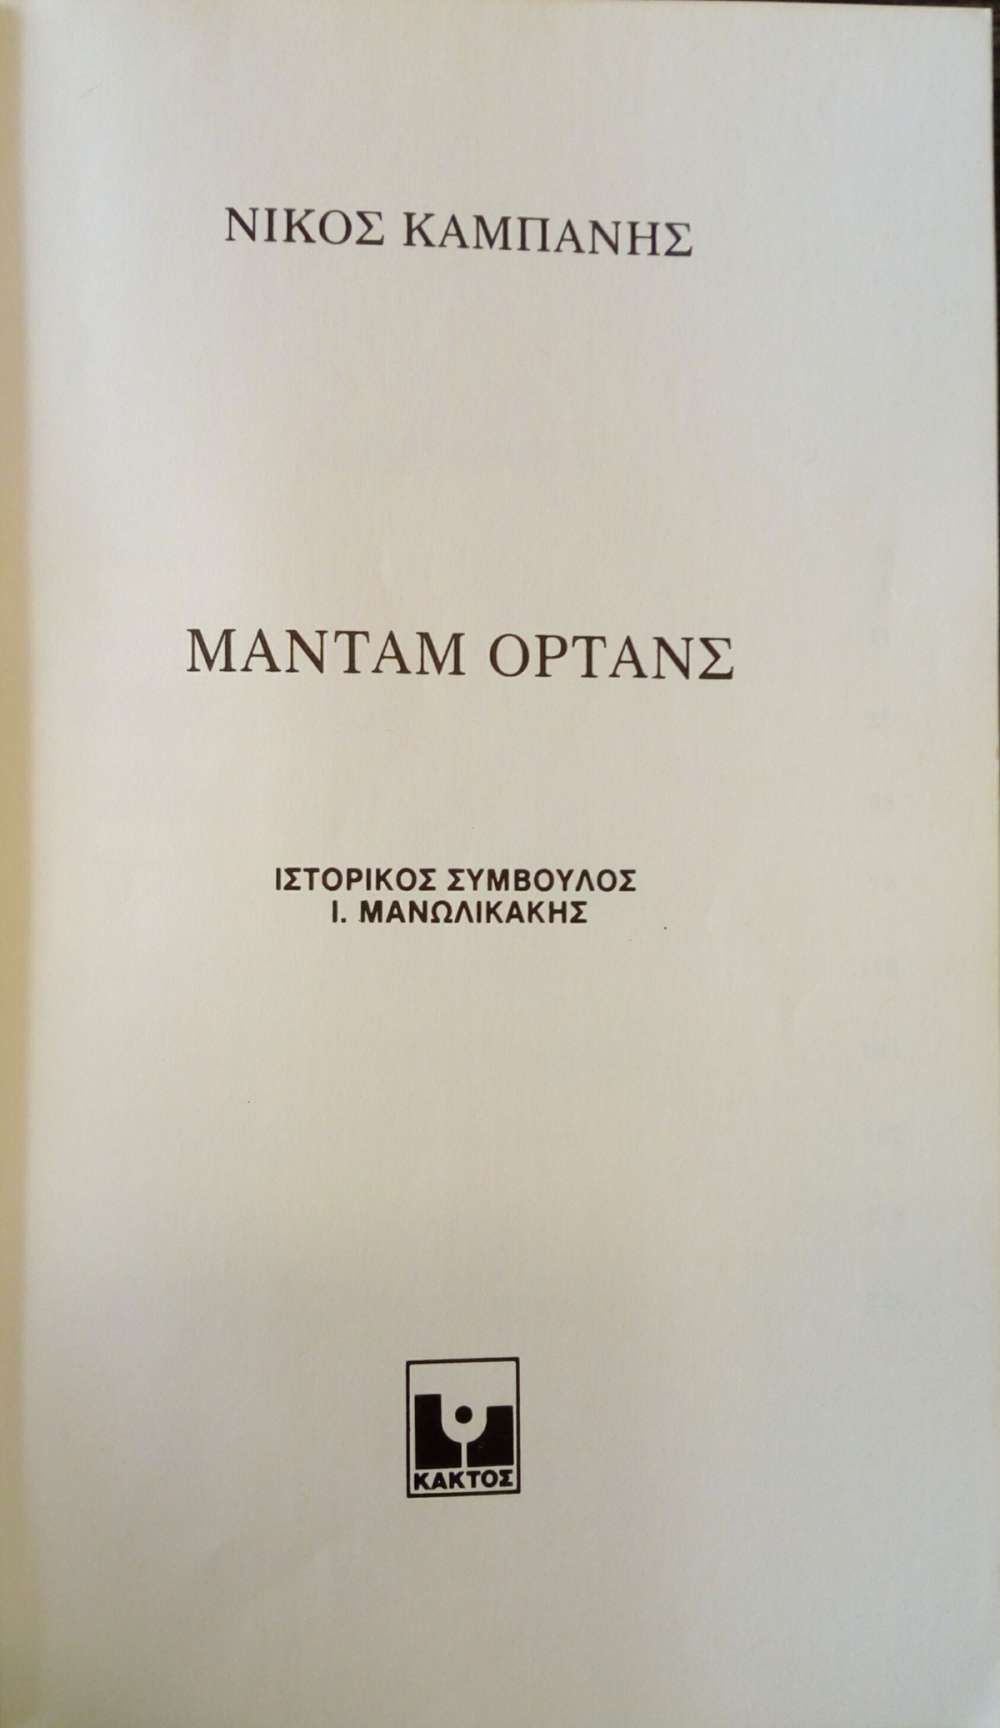 ΝΙΚΟΣ ΚΑΜΠΑΝΗΣ
ΜΑΝΤΑΜ ΟΡΤΑΝΣ
ΙΣΤΟΡΙΚΟΣ ΣΥΜΒΟΥΛΟΣ
Ι. ΜΑΝΩΛΙΚΑΚΗΣ
ΚΑΚΤΟΣ